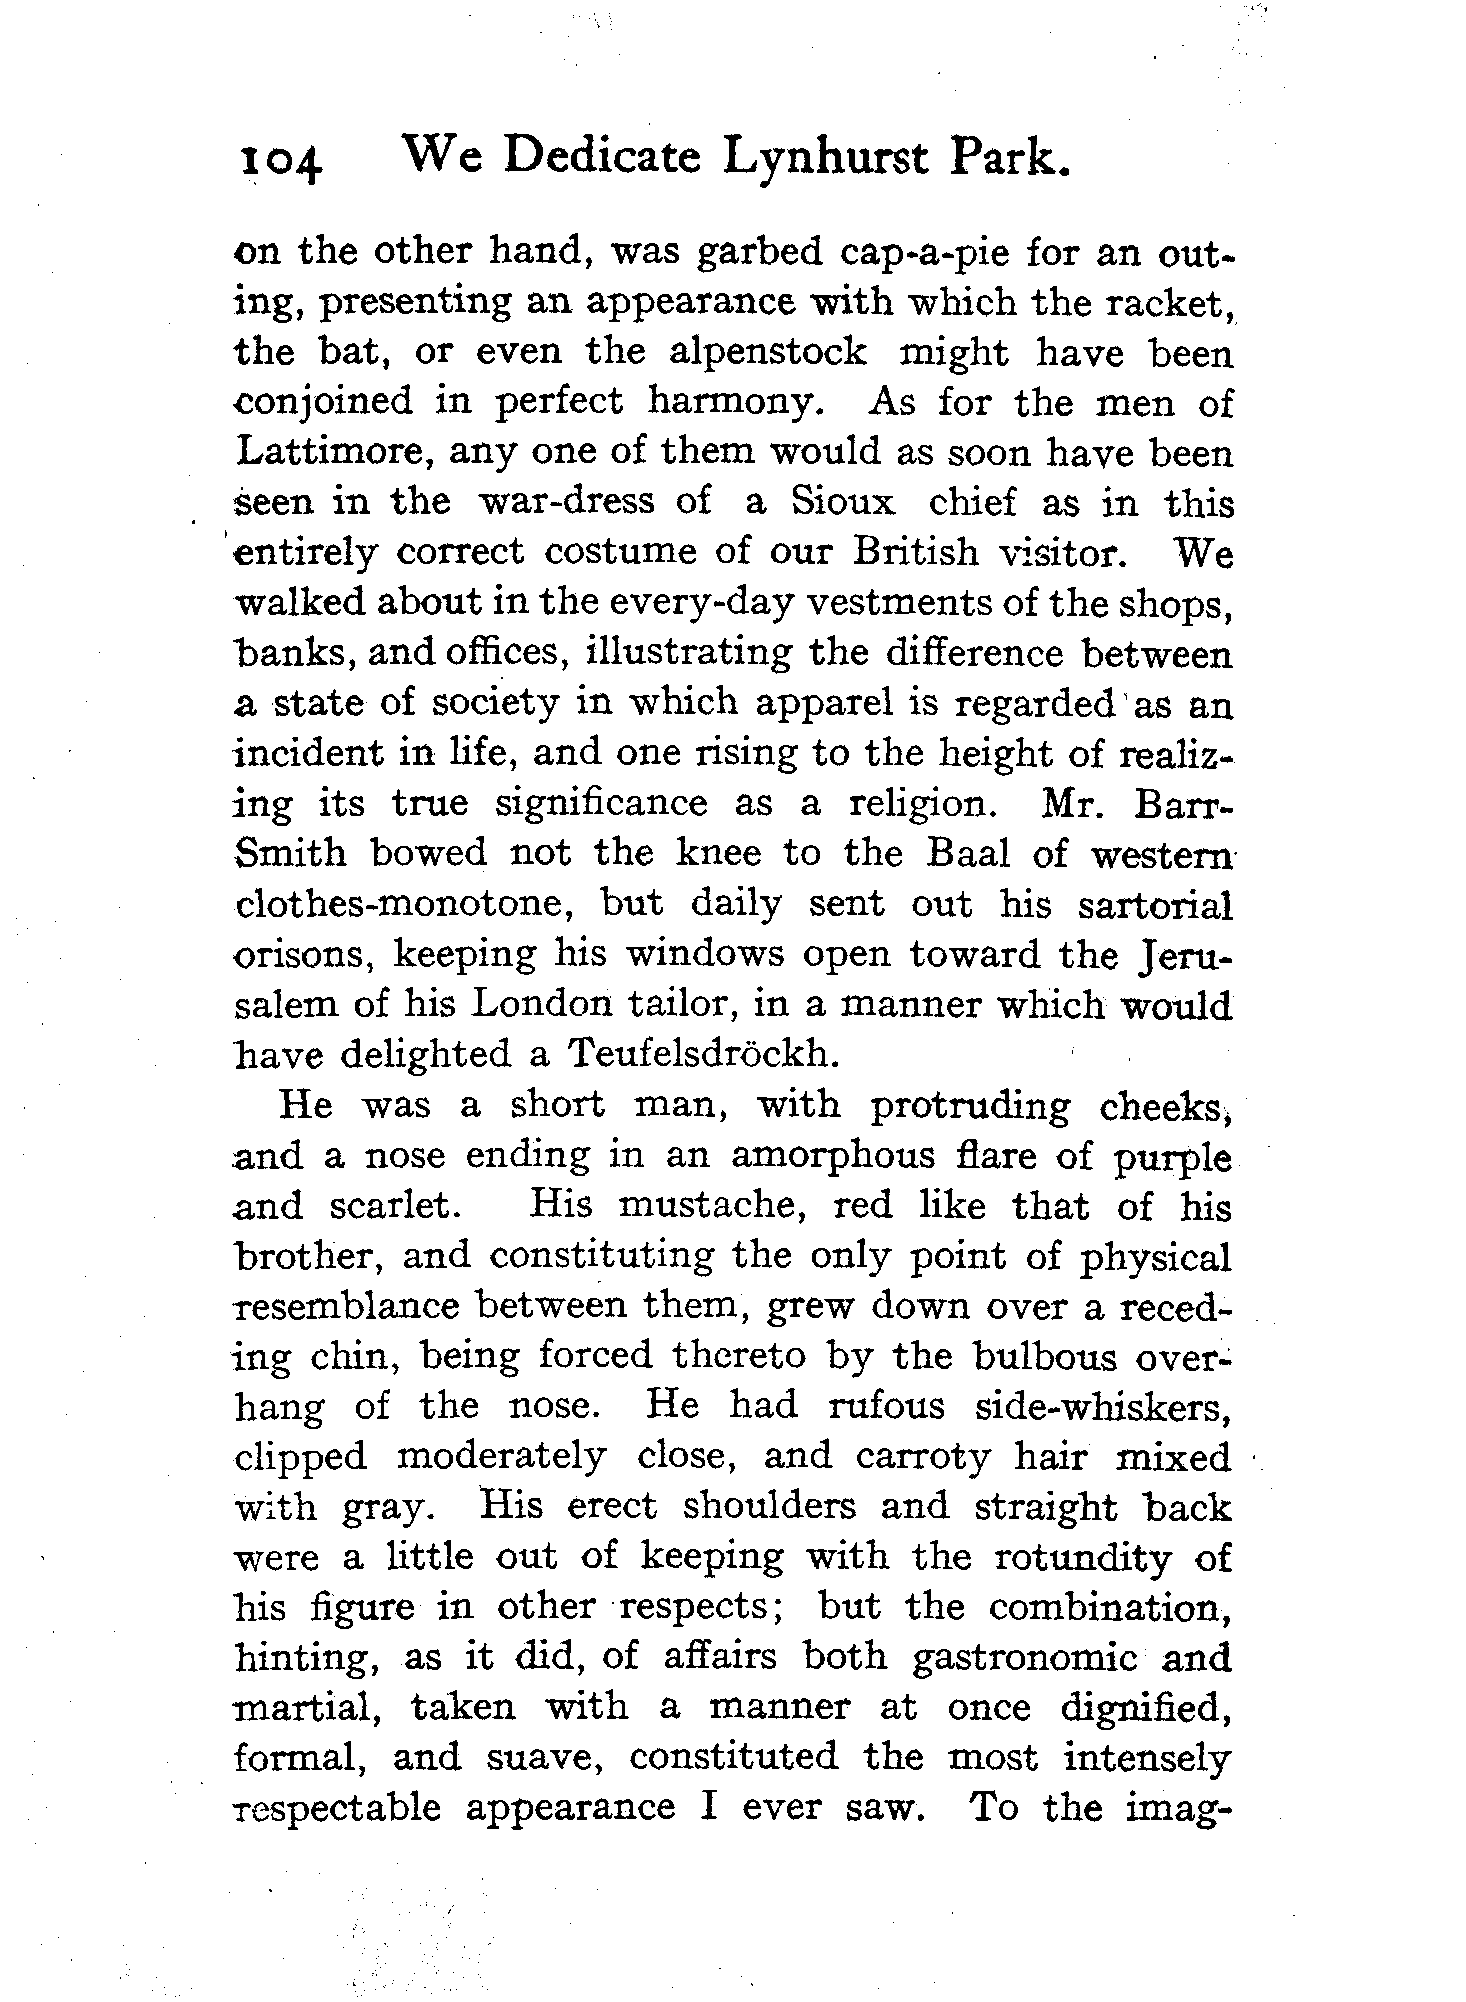 104 We Dedicate Lynhurst Park.
on the other hand, was garbed cap-a-pie for an out-
ing, presenting an appearance with which the racket,
the bat, or even the alpenstock might have been
conjoined in perfect harmony. As for the men of
Lattimore, any one of them would as soon have been
seen in the war-dress of a Sioux chief as in this
entirely correct costume of our British visitor. We
walked about in the every-day vestments of the shops,
banks, and offices, illustrating the difference between
a state of society in which apparel is regarded as an
incident in life, and one rising to the height of realiz-
ing its true significance as a religion. Mr. Barr-
Smith bowed not the knee to the Baal of western
clothes-monotone, but daily sent out his sartorial
orisons, keeping his windows open toward the Jeru-
salem of his London tailor, in a manner which would
have delighted a Teufelsdröckh.
He was a short man, with protruding cheeks,
and a nose ending in an amorphous flare of purple
and scarlet. His mustache, red like that of his
brother, and constituting the only point of physical
resemblance between them, grew down over a reced-
ing chin, being forced thereto by the bulbous over-
hang of the nose. He had rufous side-whiskers,
clipped moderately close, and carroty hair mixed
with gray. His erect shoulders and straight back
were a little out of keeping with the rotundity of
his figure in other respects; but the combination,
hinting, as it did, of affairs both gastronomic and
martial, taken with a manner at once dignified,
formal, and suave, constituted the most intensely
respectable appearance I ever saw. To the imag-